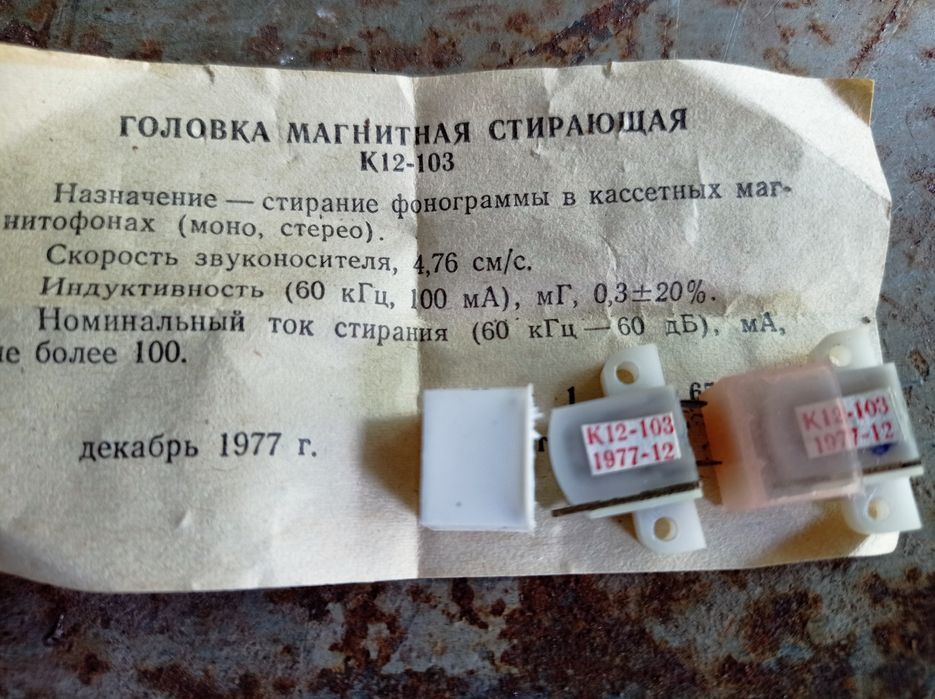 ГОЛОВКА МАГНИТНАЯ СТИРАЮЩАЯ
К12-103
Назначение — стирание фонограммы в кассетных маг-
нитофонах (моно, стерео).
Скорость звуконосителя, 4,76 см/с.
Индуктивность (60 кГц, 100 мА), мГ, 0,3±20%.
Номинальный ток стирания (60 кГц — 60 дБ), мА,
не более 100.
декабрь 1977 г.
К12-103
1977-12
К12-103
1977-12